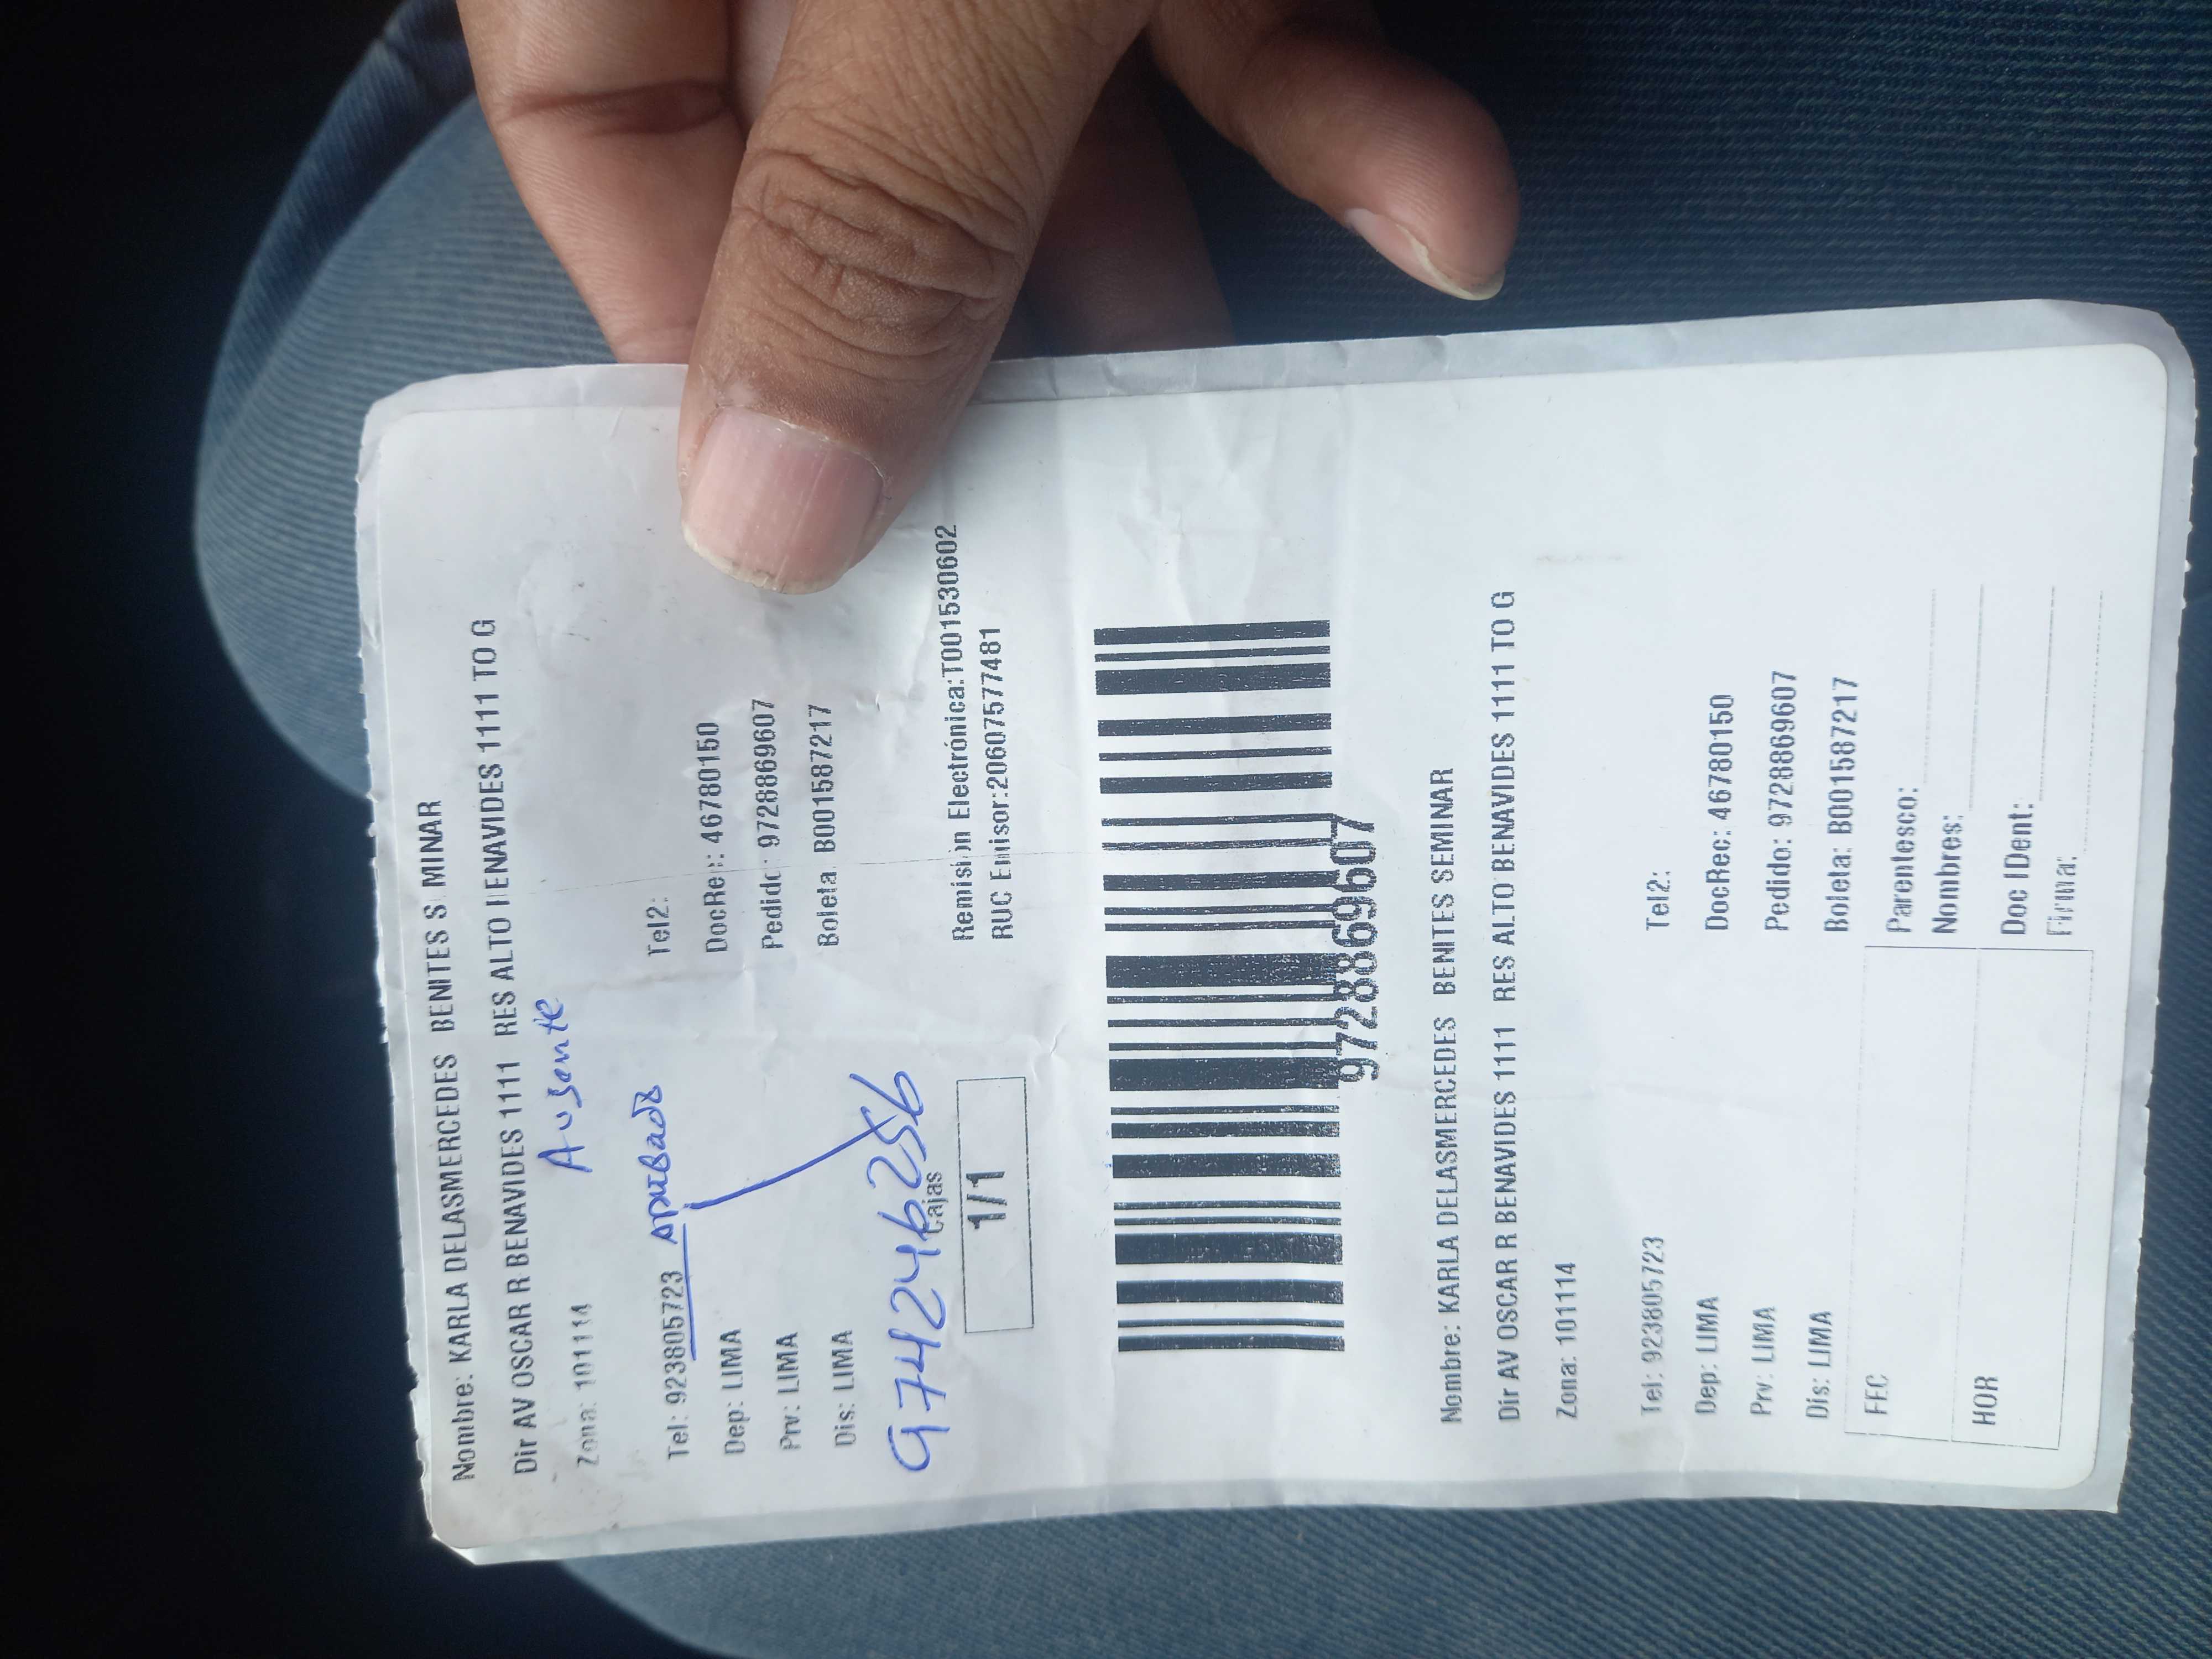 Nombre: KARLA DELASMERCEDES BENITES S MINAR
Dir AV OSCAR R BENAVIDES 1111 RES ALTO BENAVIDES 1111 TO G
Ausente
Zona: 101114
Tel: 923805723 APAGADO Tel2:
Dep: LIMA DocRec: 46780150
Prv: LIMA Pedido: 9728869607
Dis: LIMA Boleta: B001587217
974246256
Cajas
1/1
Remisión Electrónica:T001530602
RUC Emisor:20607577481
9728869607
Nombre: KARLA DELASMERCEDES BENITES SEMINAR
Dir AV OSCAR R BENAVIDES 1111 RES ALTO BENAVIDES 1111 TO G
Zona: 101114
Tel: 923805723 Tel2:
Dep: LIMA DocRec: 46780150
Prv: LIMA Pedido: 9728869607
Dis: LIMA Boleta: B001587217
FEC Parentesco:
Nombres:
HOR Doc IDent:
Firma: